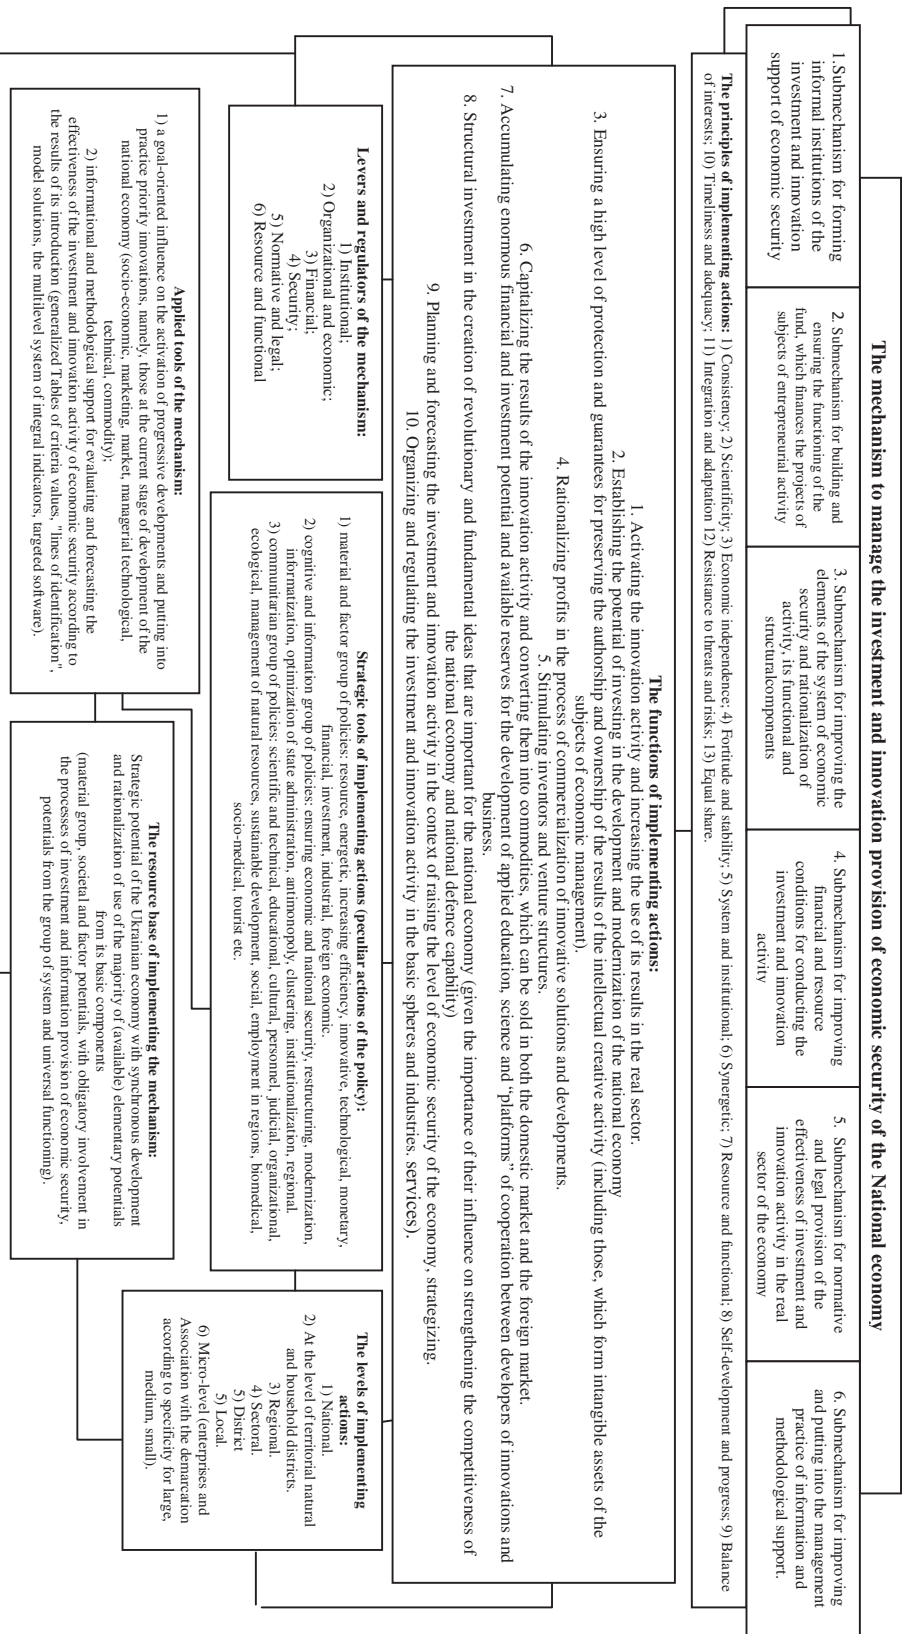 The mechanism to manage the investment and innovation provision of economic security of the National economy
1.Submechanism for forming
informal institutions of the
investment and innovation
support of economic security
2. Submechanism for building and
ensuring the functioning of the
fund, which finances the projects of
subjects of entrepreneurial activity
3. Submechanism for improving the
elements of the system of economic
security and rationalization of
activity, its functional and
structuralcomponents
4. Submechanism for improving
financial and resource
conditions for conducting the
investment and innovation
activity
5. Submechanism for normative
and legal provision of the
effectiveness of investment and
innovation activity in the real
sector of the economy
6. Submechanism for improving
and putting into the management
practice of information and
methodological support.
The principles of implementing actions: 1) Consistency; 2) Scientificity; 3) Economic independence; 4) Fortitude and stability; 5) System and institutional; 6) Synergetic; 7) Resource and functional; 8) Self-development and progress; 9) Balance
of interests; 10) Timeliness and adequacy; 11) Integration and adaptation 12) Resistance to threats and risks; 13) Equal share.
The functions of implementing actions:
1. Activating the innovation activity and increasing the use of its results in the real sector.
2. Establishing the potential of investing in the development and modernization of the national economy
3. Ensuring a high level of protection and guarantees for preserving the authorship and ownership of the results of the intellectual creative activity (including those, which form intangible assets of the
subjects of economic management).
4. Rationalizing profits in the process of commercialization of innovative solutions and developments.
5. Stimulating inventors and venture structures.
6. Capitalizing the results of the innovation activity and converting them into commodities, which can be sold in both the domestic market and the foreign market.
7. Accumulating enormous financial and investment potential and available reserves for the development of applied education, science and “platforms” of cooperation between developers of innovations and
business.
8. Structural investment in the creation of revolutionary and fundamental ideas that are important for the national economy (given the importance of their influence on strengthening the competitiveness of
the national economy and national defence capability)
9. Planning and forecasting the investment and innovation activity in the context of raising the level of economic security of the economy, strategizing.
10. Organizing and regulating the investment and innovation activity in the basic spheres and industries. services).
Levers and regulators of the mechanism:
1) Institutional;
2) Organizational and economic;
3) Financial;
4) Security;
5) Normative and legal;
6) Resource and functional
Strategic tools of implementing actions (peculiar actions of the policy):
1) material and factor group of policies: resource, energetic, increasing efficiency, innovative, technological, monetary,
financial, investment, industrial, foreign economic.
2) cognitive and information group of policies: ensuring economic and national security, restructuring, modernization,
informatization, optimization of state administration, antimonopoly, clustering, institutionalization, regional.
3) communitarian group of policies: scientific and technical, educational, cultural, personnel, judicial, organizational,
ecological, management of natural resources, sustainable development, social, employment in regions, biomedical,
socio-medical, tourist etc.
The levels of implementing
actions:
1) National.
2) At the level of territorial natural
and household districts.
3) Regional.
4) Sectoral.
5) District
5) Local.
6) Micro-level (enterprises and
Association with the demarcation
according to specificity for large,
medium, small).
Applied tools of the mechanism:
1) a goal-oriented influence on the activation of progressive developments and putting into
practice priority innovations, namely, those at the current stage of development of the
national economy (socio-economic, marketing, market, managerial technological,
technical, commodity);
2) informational and methodological support for evaluating and forecasting the
effectiveness of the investment and innovation activity of economic security according to
the results of its introduction (generalized Tables of criteria values, "lines of identification",
model solutions, the multilevel system of integral indicators, targeted software).
The resource base of implementing the mechanism:
Strategic potential of the Ukrainian economy with synchronous development
and rationalization of use of the majority of (available) elementary potentials
from its basic components
(material group, societal and factor potentials, with obligatory involvement in
the processes of investment and information provision of economic security,
potentials from the group of system and universal functioning).